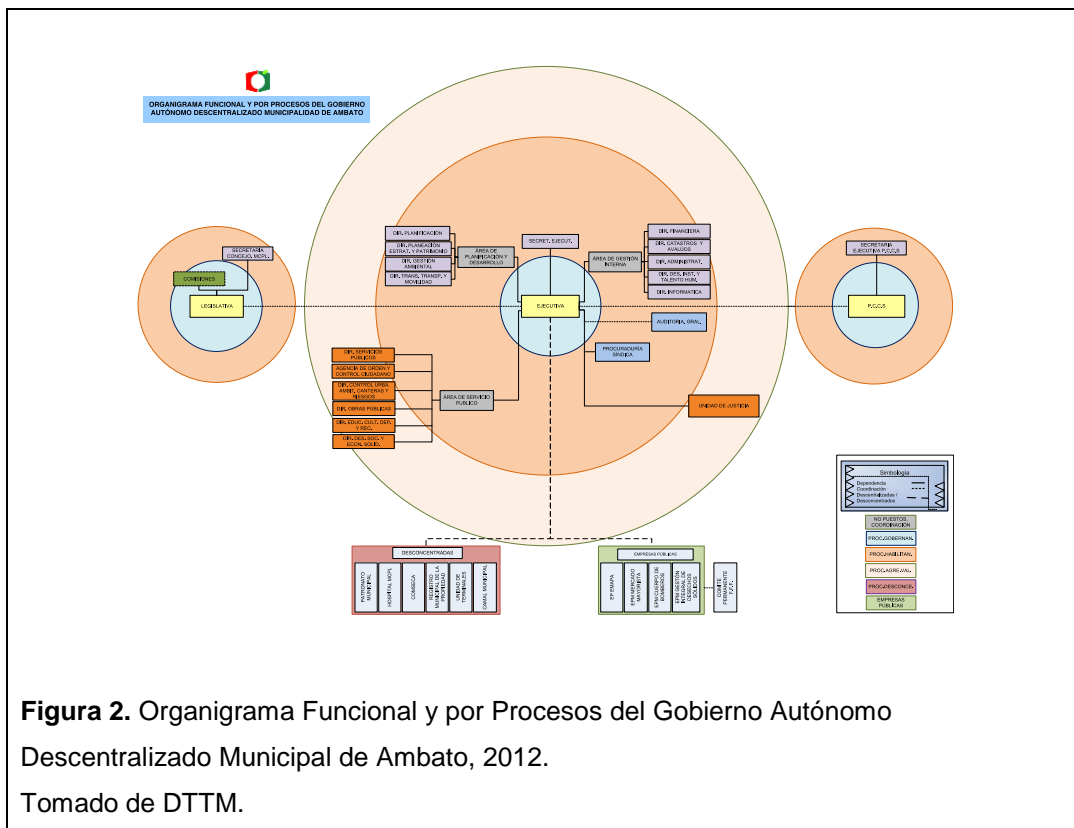 ORGANIGRAMA FUNCIONAL Y POR PROCESOS DEL GOBIERNO
AUTÓNOMO DESCENTRALIZADO MUNICIPALIDAD DE AMBATO
SECRETARÍA
CONCEJO. MCPL.
COMISIONES
LEGISLATIVA
DIR. PLANIFICACIÓN
DIR. PLANEACIÓN
ESTRAT. Y PATRIMONIO
DIR. GESTIÓN
AMBIENTAL
DIR. TRANS, TRANSP, Y
MOVILIDAD
ÁREA DE
PLANIFICACIÓN Y
DESARROLLO
SECRET. EJECUT.
EJECUTIVA
ÁREA DE GESTIÓN
INTERNA
DIR. FINANCIERA
DIR. CATASTROS Y
AVALÚOS
DIR. ADMINISTRAT.
DIR. DES. INST. Y
TALENTO HUM.
DIR. INFORMATICA
AUDITORIA. GRAL.
PROCURADURÍA
SÍNDICA
SECRETARIA
EJECUTIVA P.C.C.S
P.C.C.S
DIR. SERVICIOS
PÚBLICOS
AGENCIA DE ORDEN Y
CONTROL CIUDADANO
DIR. CONTROL URBA.
AMBIT, CANTERAS Y
RIESGOS
DIR. OBRAS PÚBLICAS
DIR. EDUC. CULT. DEP.
Y REC.
DIR. DES. SOC. Y
ECON. SOLID.
ÁREA DE SERVICIO
PÚBLICO
UNIDAD DE JUSTICIA
Simbología
Dependencia
Coordinación
Descentralizadas /
Desconcentrados
NO PUESTOS.
COORDINACIÓN
PROC.GOBERNAN.
PROC.HABILITAN.
PROC.AGRE.VAL.
PROC.DESCONCE.
EMPRESAS
PÚBLICAS
DESCONCENTRADAS
PATRONATO
MUNICIPAL
HOSPITAL MCPL
COMSECA
REGISTRO
MUNICIPAL DE LA
PROPIEDAD
UNIDAD DE
TERMINALES
CAMAL MUNICIPAL
EMPRESAS PÚBLICAS
EP EMAPA
EPM MERCADO
MAYORISTA
EPM CUERPO DE
BOMBEROS
EPM GESTIÓN
INTEGRAL DE
DESECHOS
SÓLIDOS
COMITÉ
PERMANENTE
F.F.F.
Figura 2. Organigrama Funcional y por Procesos del Gobierno Autónomo
Descentralizado Municipal de Ambato, 2012.
Tomado de DTTM.